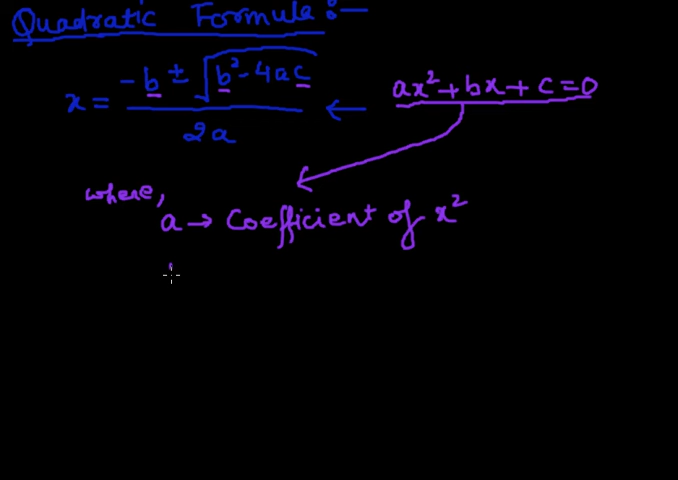 Quadratic Formula :—
x = (-b ± √(b² - 4ac)) / 2a ← ax² + bx + c = 0
where,
a → Coefficient of x²